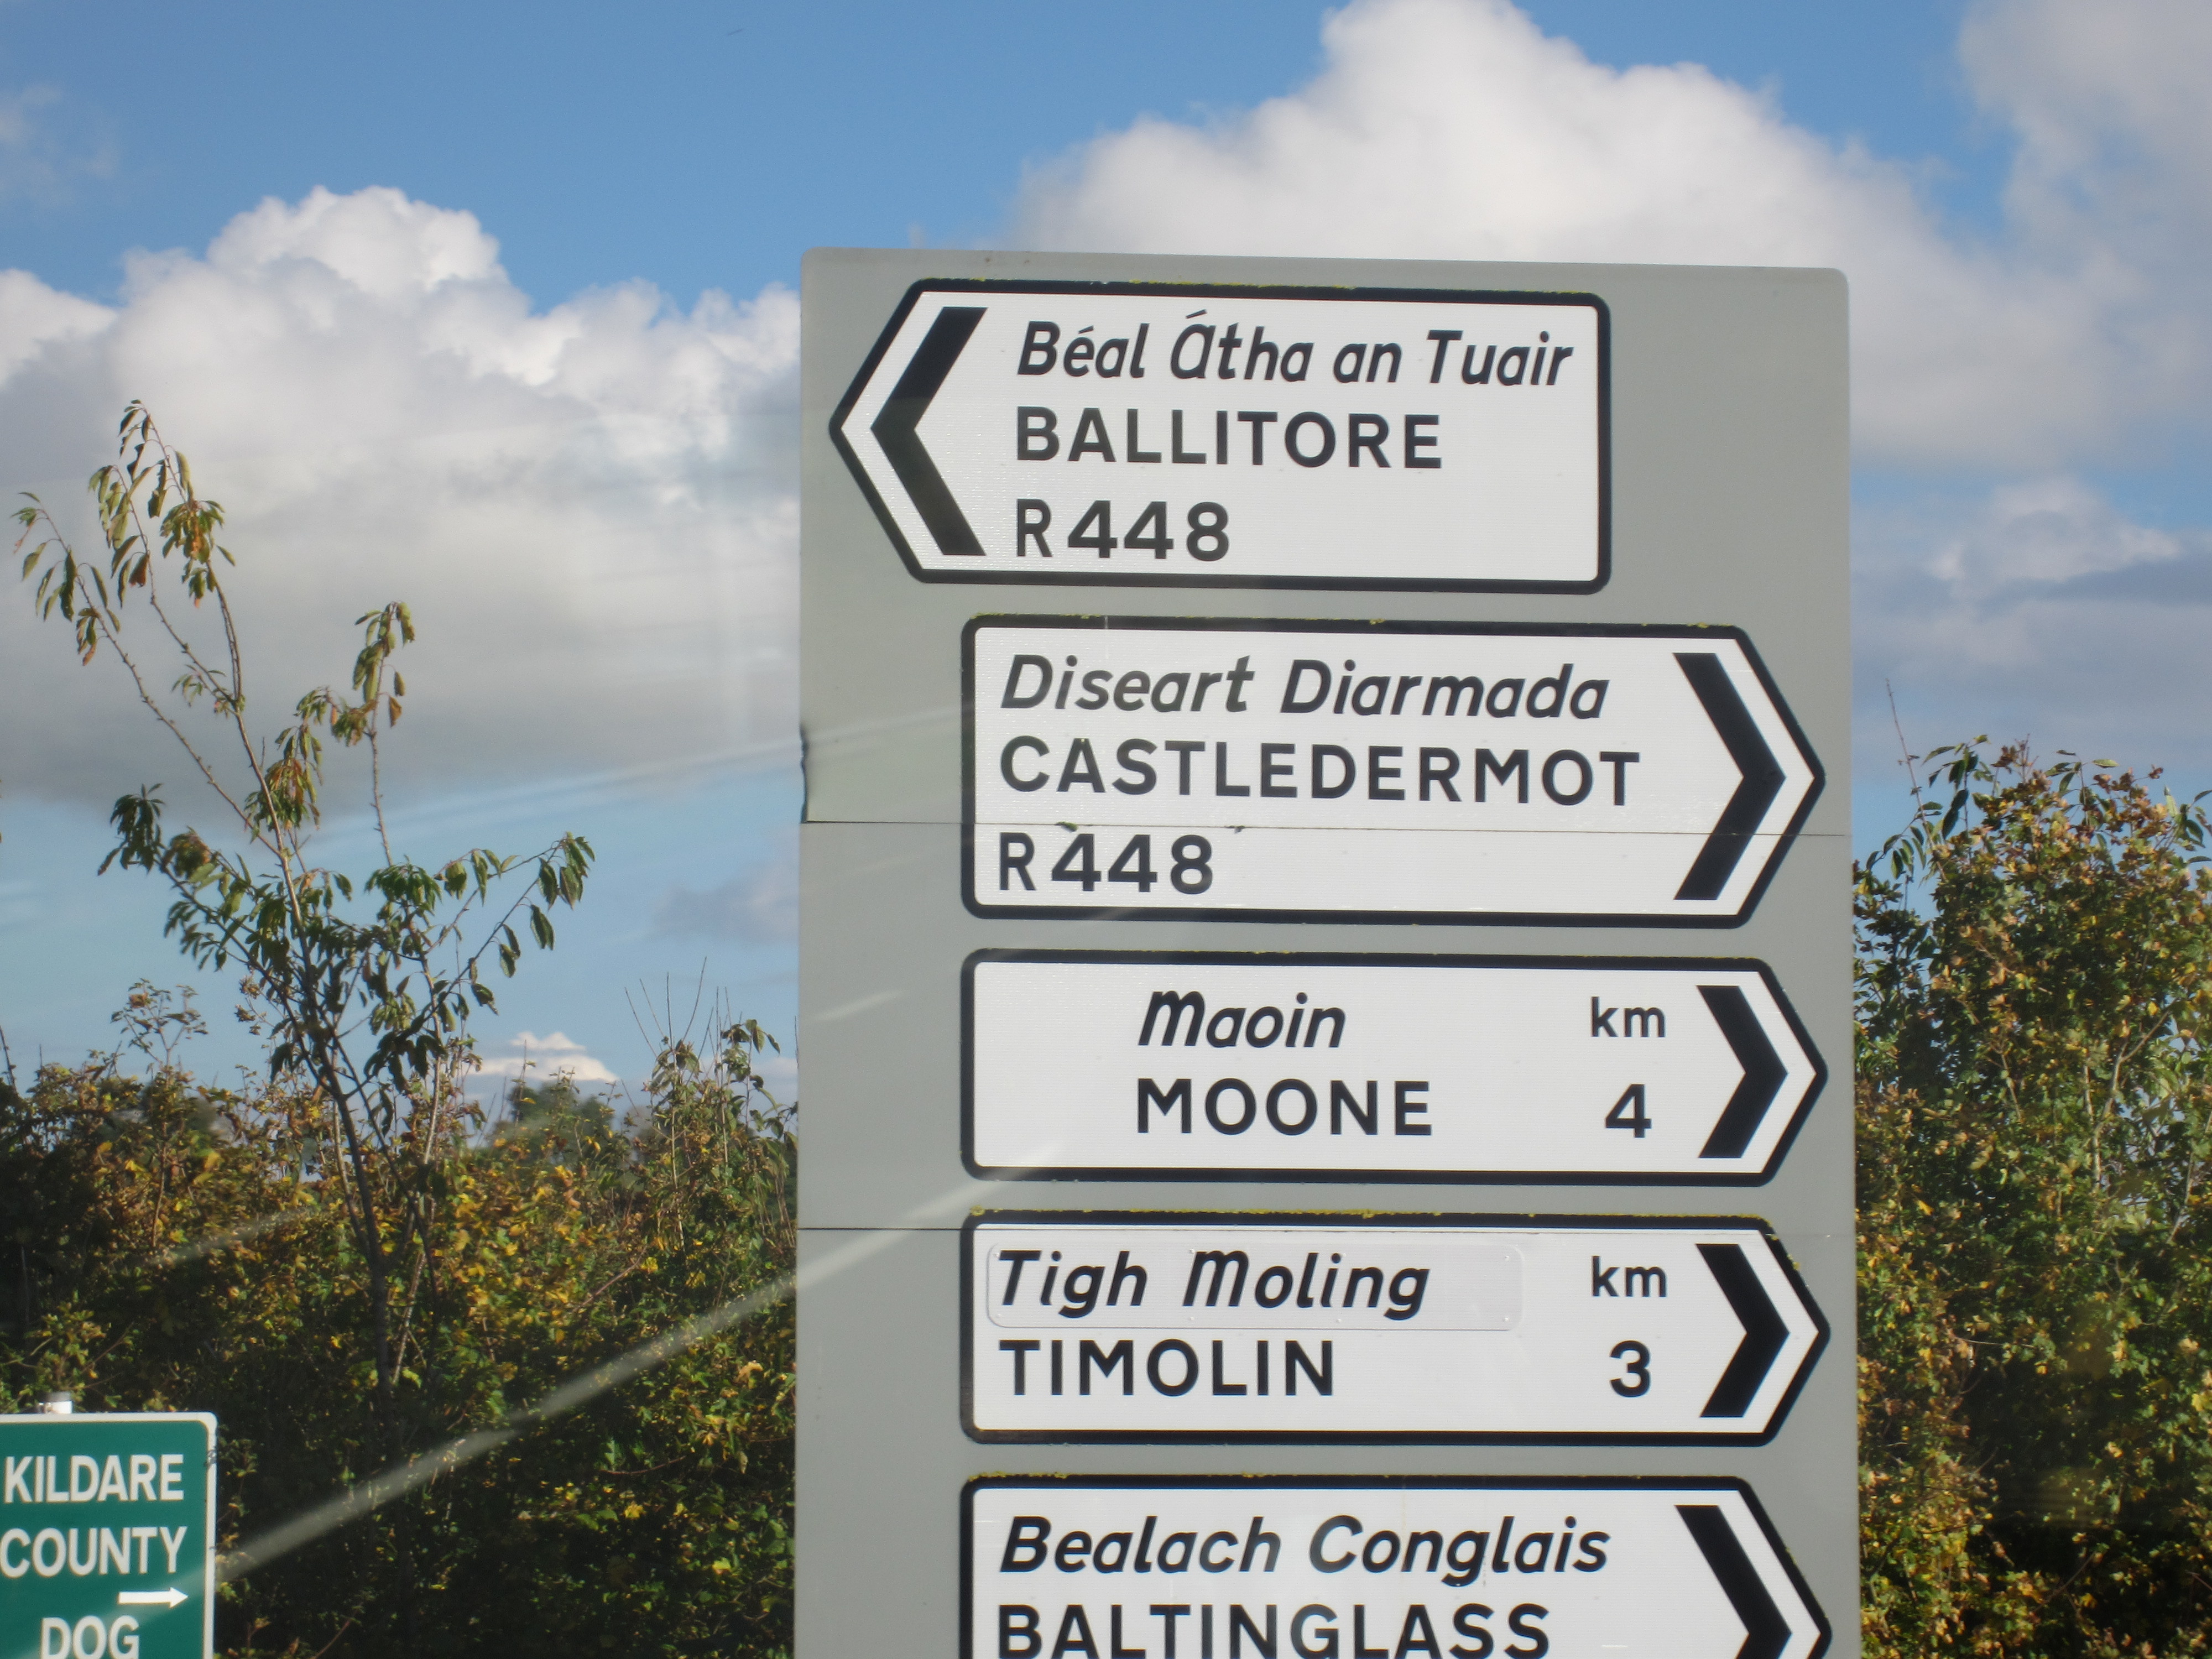 Béal Átha an Tuair
BALLITORE
R448
Diseart Diarmada
CASTLEDERMOT
R448
Maoin km
MOONE 4
Tigh Moling km
TIMOLIN 3
Bealach Conglais
BALTINGLASS
KILDARE
COUNTY
DOG